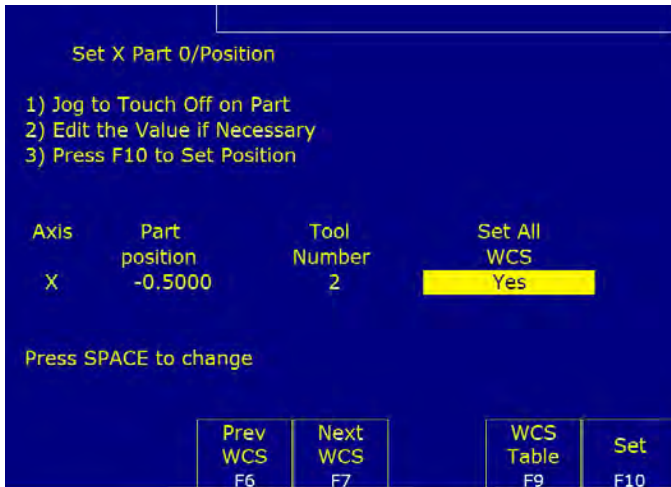 Set X Part 0/Position
1) Jog to Touch Off on Part
2) Edit the Value if Necessary
3) Press F10 to Set Position
Axis Part Tool Set All
position Number WCS
X -0.5000 2 Yes
Press SPACE to change
Prev Next WCS Set
WCS WCS Table
F6 F7 F9 F10